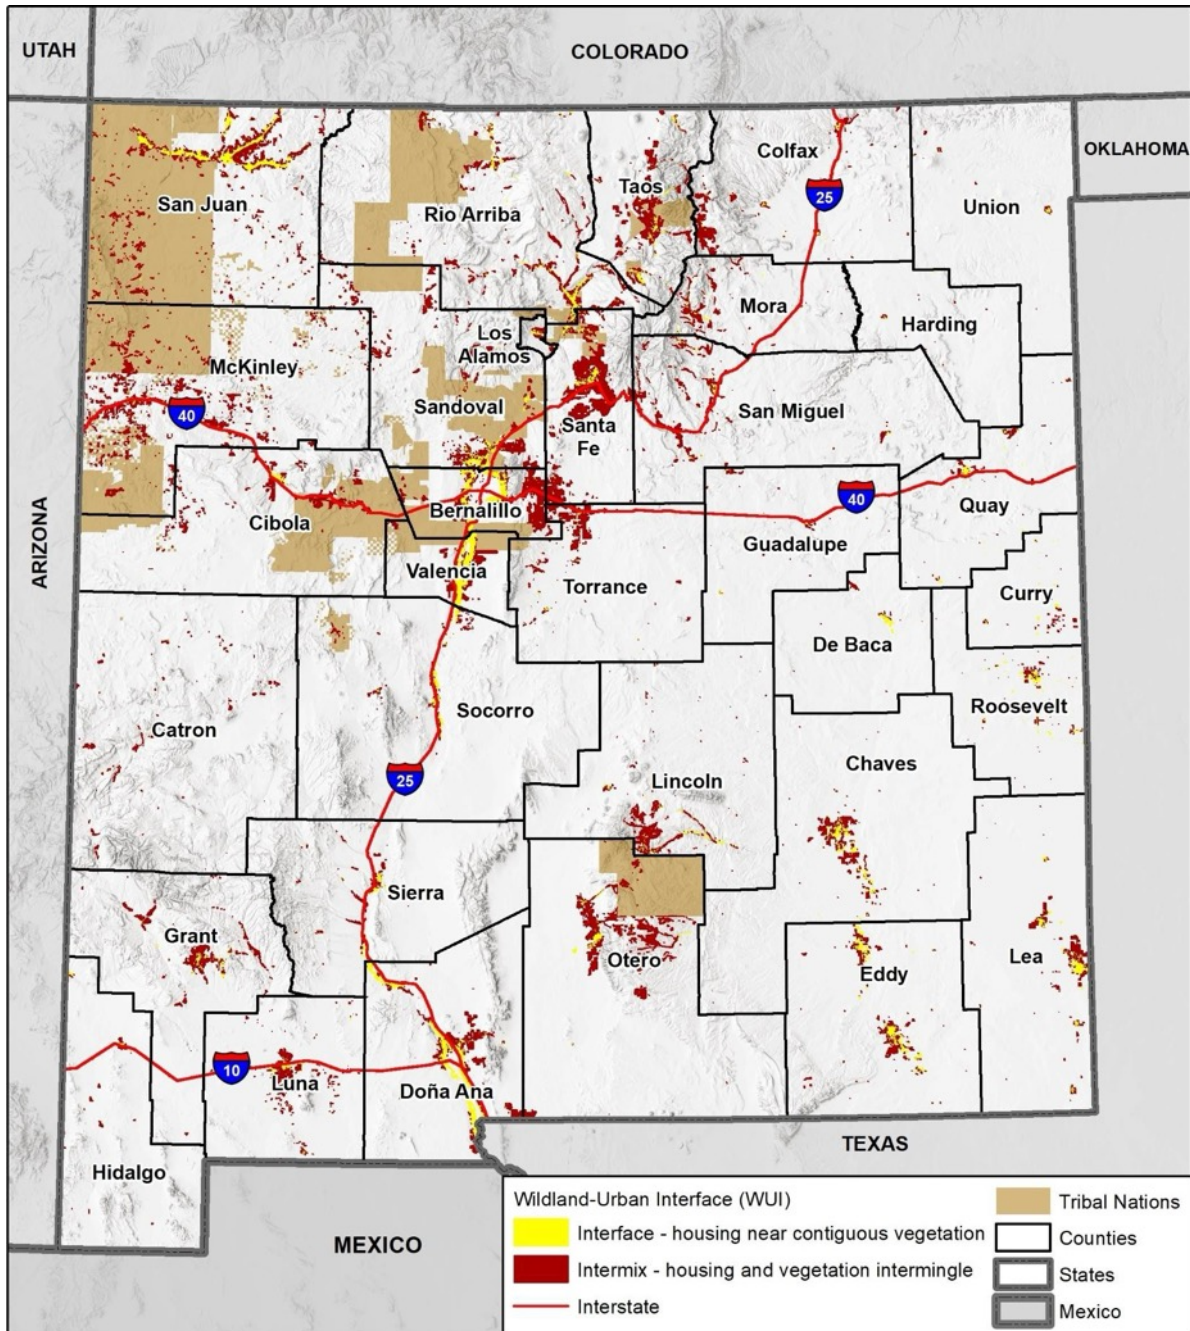 UTAH
COLORADO
OKLAHOMA
Colfax
25
San Juan
Taos
Rio Arriba
Union
Mora
Harding
Los
Alamos
McKinley
40
Sandoval
Santa
Fe
San Miguel
ARIZONA
Cibola
Bernalillo
40
Quay
Guadalupe
Valencia
Torrance
Curry
De Baca
Socorro
Roosevelt
Catron
Chaves
25
Lincoln
Sierra
Grant
Otero
Eddy
Lea
10
Luna
Doña Ana
Hidalgo
TEXAS
MEXICO
Wildland-Urban Interface (WUI)
Interface - housing near contiguous vegetation
Intermix - housing and vegetation intermingle
Interstate
Tribal Nations
Counties
States
Mexico